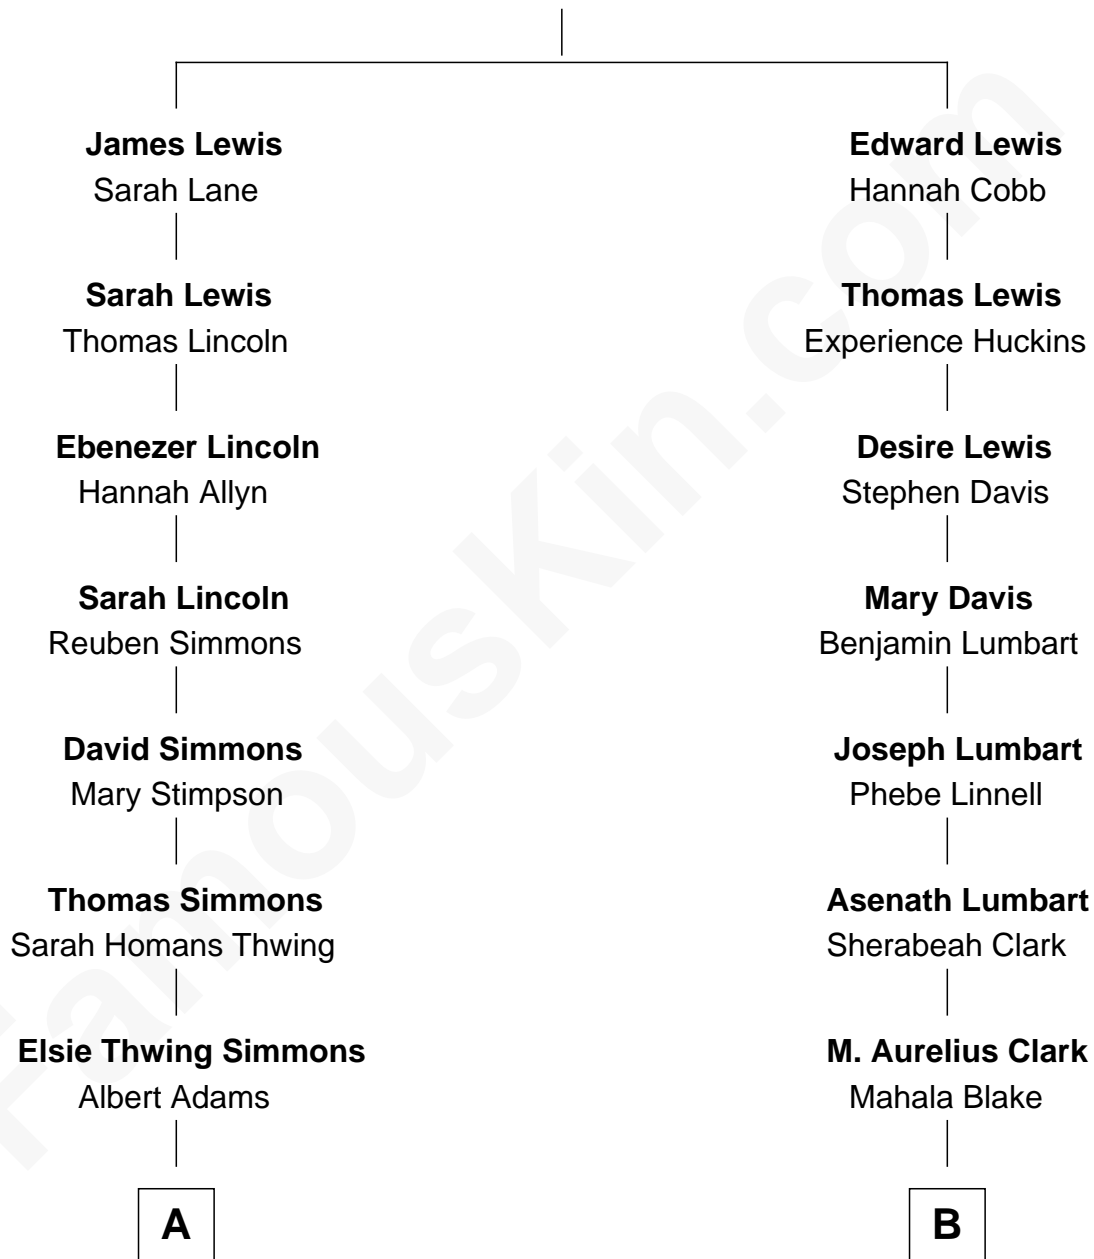 James Lewis
Sarah Lane
Sarah Lewis
Thomas Lincoln
Ebenezer Lincoln
Hannah Allyn
Sarah Lincoln
Reuben Simmons
David Simmons
Mary Stimpson
Thomas Simmons
Sarah Homans Thwing
Elsie Thwing Simmons
Albert Adams
A
Edward Lewis
Hannah Cobb
Thomas Lewis
Experience Huckins
Desire Lewis
Stephen Davis
Mary Davis
Benjamin Lumbart
Joseph Lumbart
Phebe Linnell
Asenath Lumbart
Sherabeah Clark
M. Aurelius Clark
Mahala Blake
B
FamousKin.com